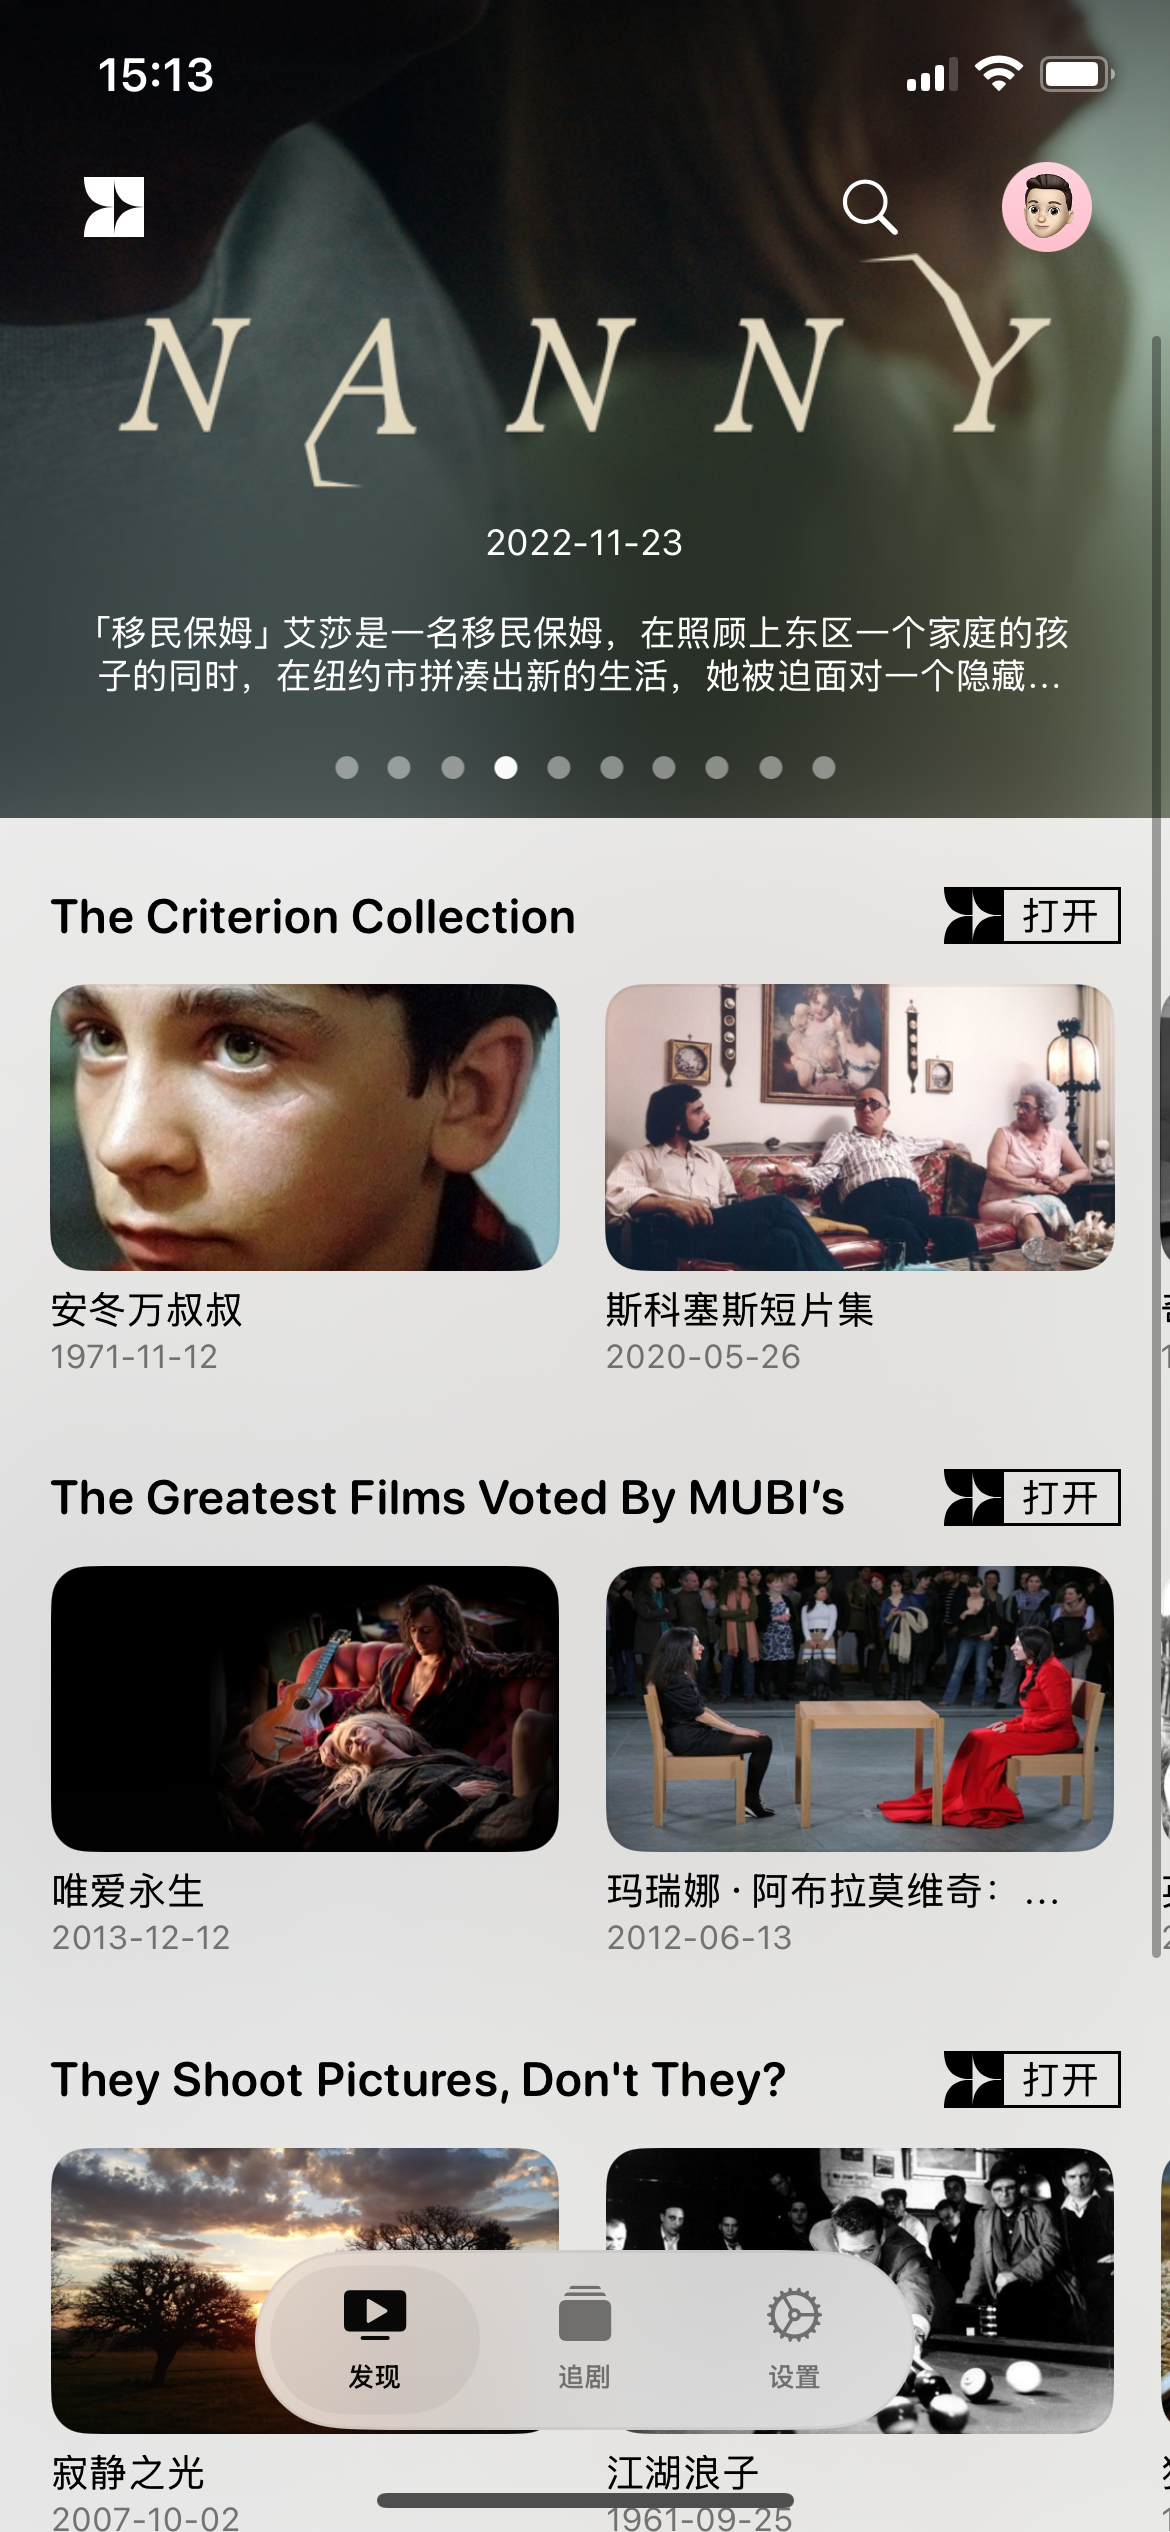 15:13
NANNY
2022-11-23
「移民保姆」艾莎是一名移民保姆，在照顾上东区一个家庭的孩
子的同时，在纽约市拼凑出新的生活，她被迫面对一个隐藏...
The Criterion Collection
打开
安冬万叔叔
1971-11-12
斯科塞斯短片集
2020-05-26
The Greatest Films Voted By MUBI’s
打开
唯爱永生
2013-12-12
玛瑞娜·阿布拉莫维奇：...
2012-06-13
They Shoot Pictures, Don't They?
打开
发现
追剧
设置
寂静之光
2007-10-02
江湖浪子
1961-09-25